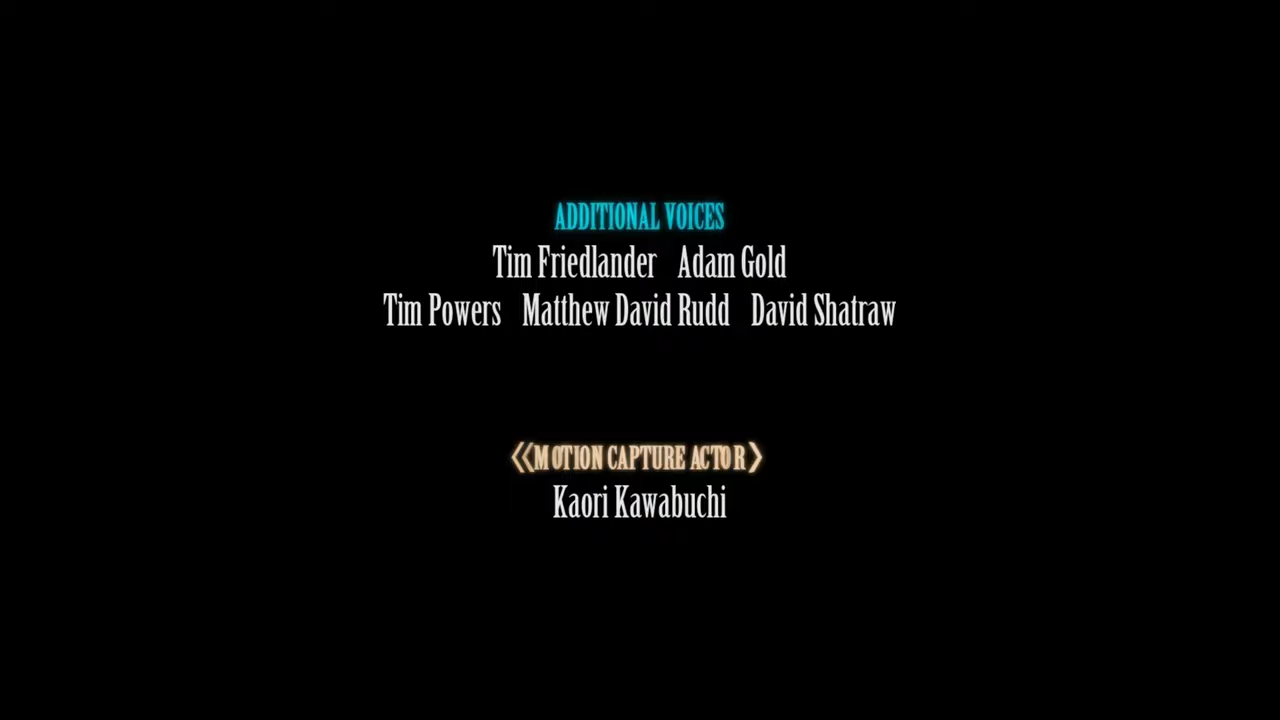 ADDITIONAL VOICES
Tim Friedlander Adam Gold
Tim Powers Matthew David Rudd David Shatraw
《MOTION CAPTURE ACTOR〉
Kaori Kawabuchi